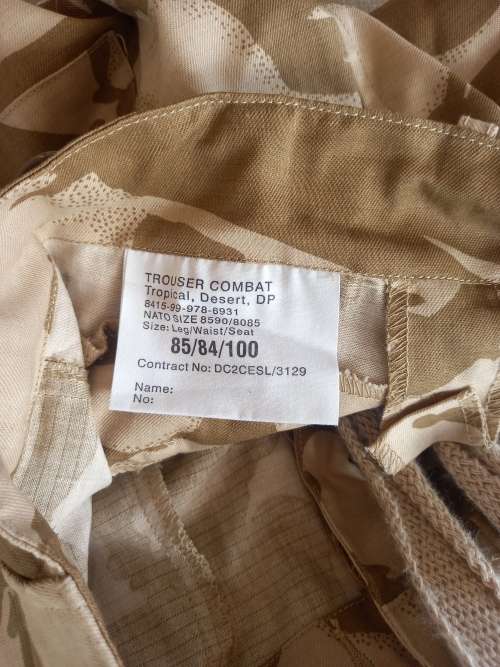 TROUSER COMBAT
Tropical, Desert, DP
8415-99-978-6931
NATO SIZE 8590/8085
Size: Leg/Waist/Seat
85/84/100
Contract No: DC2CESL/3129
Name:
No: